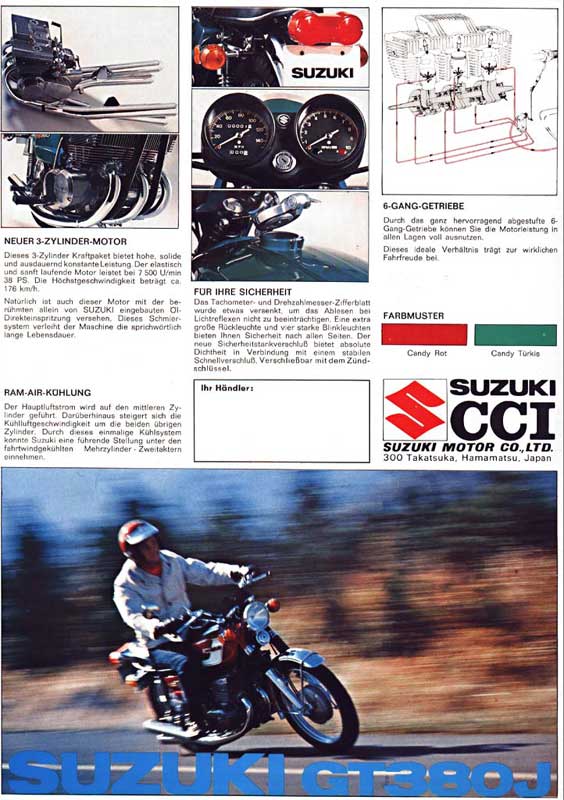 SUZUKI
NEUER 3-ZYLINDER-MOTOR
Dieses 3-Zylinder Kraftpaket bietet hohe, solide
und ausdauernd konstante Leistung. Der elastisch
und sanft laufende Motor leistet bei 7 500 U/min
38 PS. Die Höchstgeschwindigkeit beträgt ca.
176 km/h.
Natürlich ist auch dieser Motor mit der be-
rühmten allein von SUZUKI eingebauten Öl-
Direkteinspritzung versehen. Dieses Schmier-
system verleiht der Maschine die sprichwörtlich
lange Lebensdauer.
RAM-AIR-KÜHLUNG
Der Hauptluftstrom wird auf den mittleren Zy-
linder geführt. Darüberhinaus steigert sich die
Kühlluftgeschwindigkeit um die beiden übrigen
Zylinder. Durch dieses einmalige Kühlsystem
konnte Suzuki eine führende Stellung unter den
fahrtwindgekühlten Mehrzylinder-Zweitaktern
einnehmen.
FÜR IHRE SICHERHEIT
Das Tachometer- und Drehzahlmesser-Zifferblatt
wurde etwas versenkt, um das Ablesen bei
Lichtreflexen nicht zu beeinträchtigen. Eine extra
große Rückleuchte und vier starke Blinkleuchten
bieten Ihnen Sicherheit nach allen Seiten. Der
neue Sicherheitstankverschluß bietet absolute
Dichtheit in Verbindung mit einem stabilen
Schnellverschluß. Verschließbar mit dem Zünd-
schlüssel.
Ihr Händler:
6-GANG-GETRIEBE
Durch das ganz hervorragend abgestufte 6-
Gang-Getriebe können Sie die Motorleistung in
allen Lagen voll ausnutzen.
Dieses ideale Verhältnis trägt zur wirklichen
Fahrfreude bei.
FARBMUSTER
Candy Rot
Candy Türkis
SUZUKI
CCI
SUZUKI MOTOR CO., LTD.
300 Takatsuka, Hamamatsu, Japan
SUZUKI GT380J